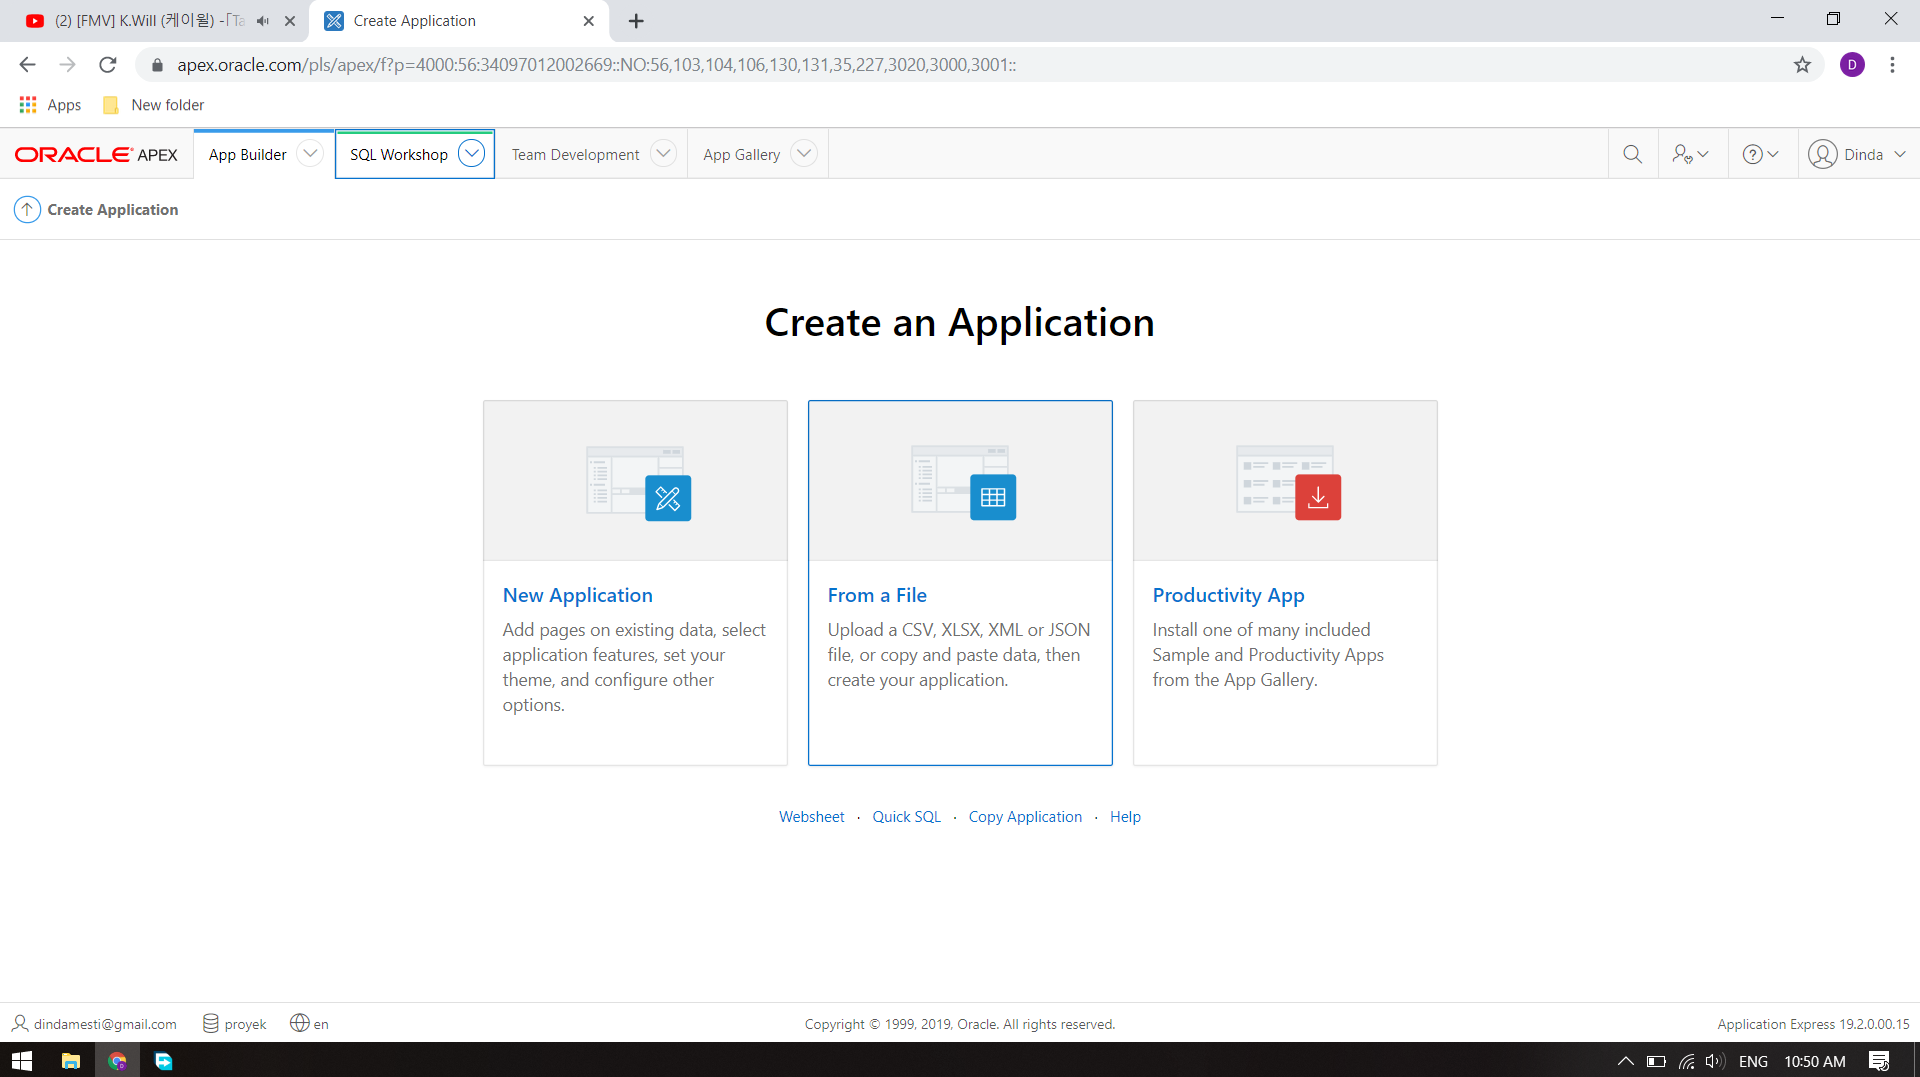 (2) [FMV] K.Will (케이윌) -「Ta
Create Application
apex.oracle.com/pls/apex/f?p=4000:56:34097012002669::NO:56,103,104,106,130,131,35,227,3020,3000,3001::
D
Apps
New folder
ORACLE APEX
App Builder
SQL Workshop
Team Development
App Gallery
Dinda
Create Application
Create an Application
New Application
Add pages on existing data, select
application features, set your
theme, and configure other
options.
From a File
Upload a CSV, XLSX, XML or JSON
file, or copy and paste data, then
create your application.
Productivity App
Install one of many included
Sample and Productivity Apps
from the App Gallery.
Websheet · Quick SQL · Copy Application · Help
dindamesti@gmail.com
proyek
en
Copyright © 1999, 2019, Oracle. All rights reserved.
Application Express 19.2.0.00.15
ENG
10:50 AM